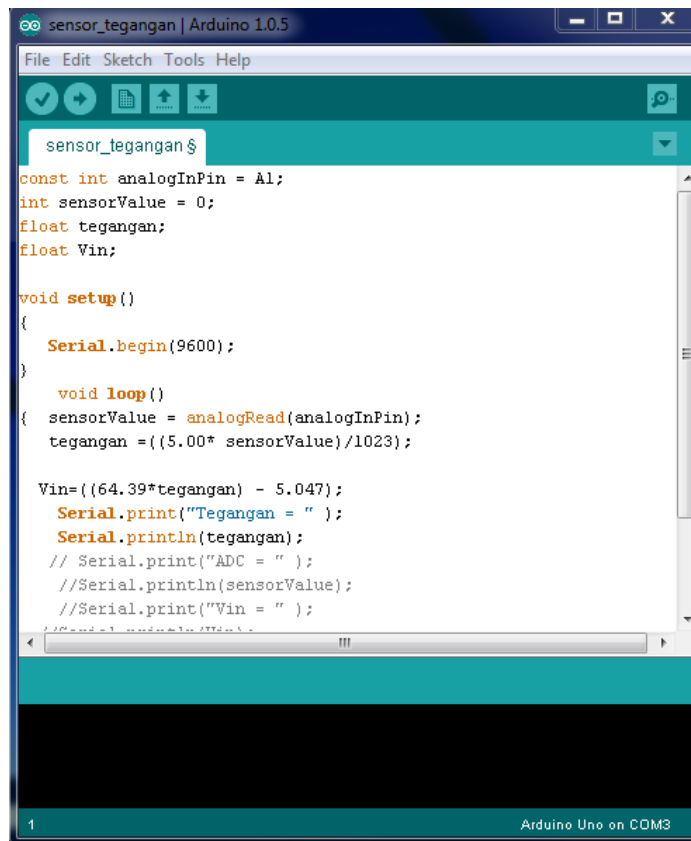 sensor_tegangan | Arduino 1.0.5
File Edit Sketch Tools Help
sensor_tegangan §
const int analogInPin = A1;
int sensorValue = 0;
float tegangan;
float Vin;
void setup()
{
Serial.begin(9600);
}
void loop()
{ sensorValue = analogRead(analogInPin);
tegangan =((5.00* sensorValue)/1023);
Vin=((64.39*tegangan) - 5.047);
Serial.print("Tegangan = " );
Serial.println(tegangan);
// Serial.print("ADC = " );
//Serial.println(sensorValue);
//Serial.print("Vin = " );
//Serial.println(Vin);
1
Arduino Uno on COM3